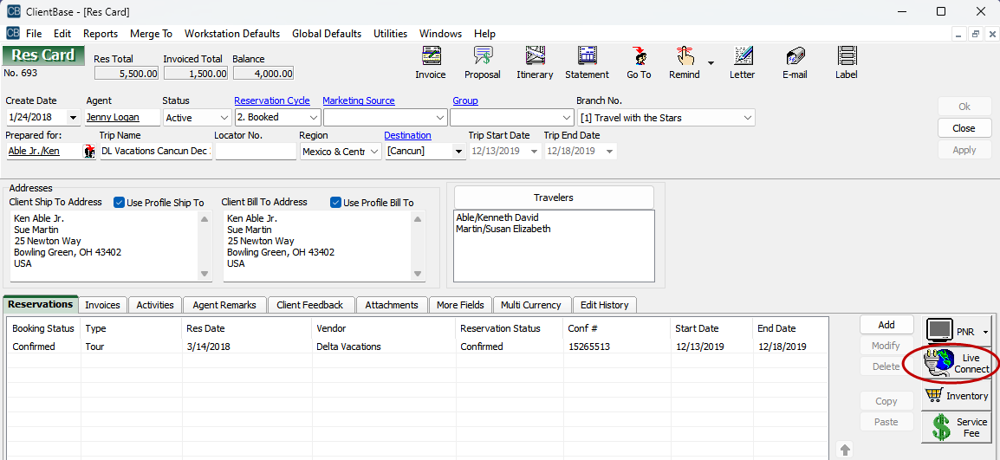 CB ClientBase - [Res Card]
CB File Edit Reports Merge To Workstation Defaults Global Defaults Utilities Windows Help
Res Card
No. 693
Res Total Invoiced Total Balance
5,500.00 1,500.00 4,000.00
Invoice Proposal Itinerary Statement Go To Remind Letter E-mail Label
Create Date Agent Status Reservation Cycle Marketing Source Group Branch No.
1/24/2018 Jenny Logan Active 2. Booked [1] Travel with the Stars
Ok
Close
Apply
Prepared for: Trip Name Locator No. Region Destination Trip Start Date Trip End Date
Able Jr./Ken DL Vacations Cancun Dec Mexico & Centr [Cancun] 12/13/2019 12/18/2019
Addresses
Client Ship To Address Use Profile Ship To
Ken Able Jr.
Sue Martin
25 Newton Way
Bowling Green, OH 43402
USA
Client Bill To Address Use Profile Bill To
Ken Able Jr.
Sue Martin
25 Newton Way
Bowling Green, OH 43402
USA
Travelers
Able/Kenneth David
Martin/Susan Elizabeth
Reservations Invoices Activities Agent Remarks Client Feedback Attachments More Fields Multi Currency Edit History
Booking Status Type Res Date Vendor Reservation Status Conf # Start Date End Date
Confirmed Tour 3/14/2018 Delta Vacations Confirmed 15265513 12/13/2019 12/18/2019
Add
Modify
Delete
Copy
Paste
PNR
Live
Connect
Inventory
Service
Fee